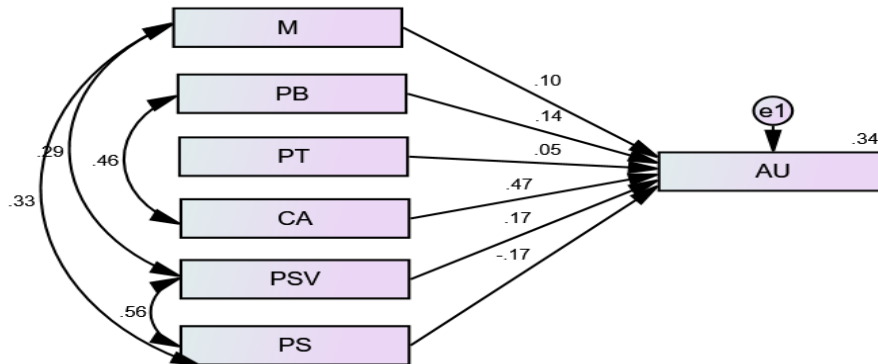 M
.10
PB
.14
e1
.34
PT
.05
AU
.29
.46
.47
.33
CA
.17
PSV
-.17
.56
PS